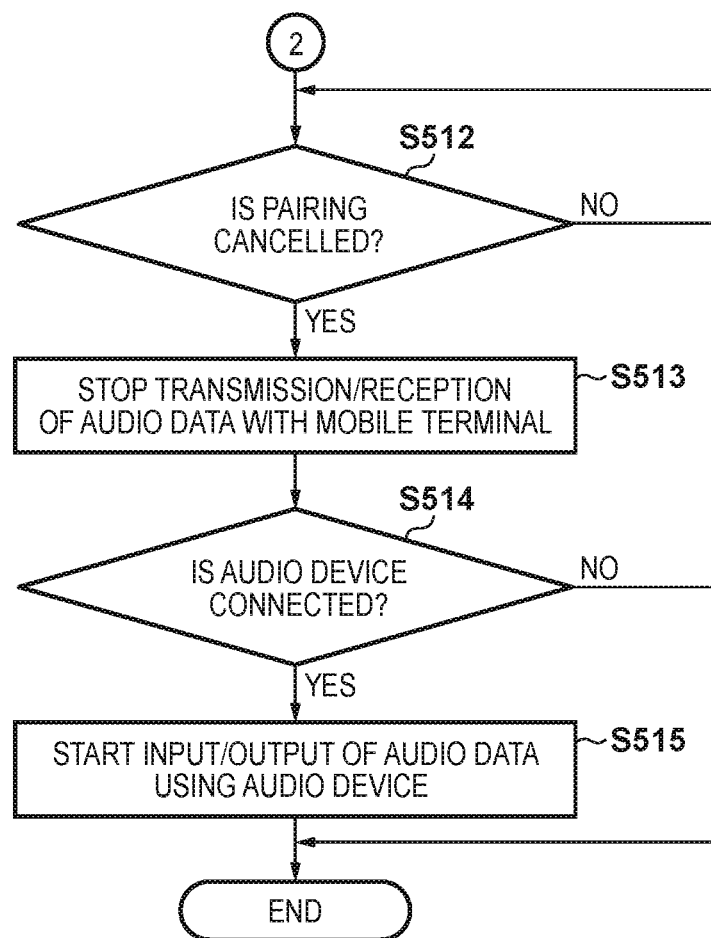 2
S512
IS PAIRING
CANCELLED?
NO
YES
STOP TRANSMISSION/RECEPTION
OF AUDIO DATA WITH MOBILE TERMINAL
S513
S514
IS AUDIO DEVICE
CONNECTED?
NO
YES
START INPUT/OUTPUT OF AUDIO DATA
USING AUDIO DEVICE
S515
END